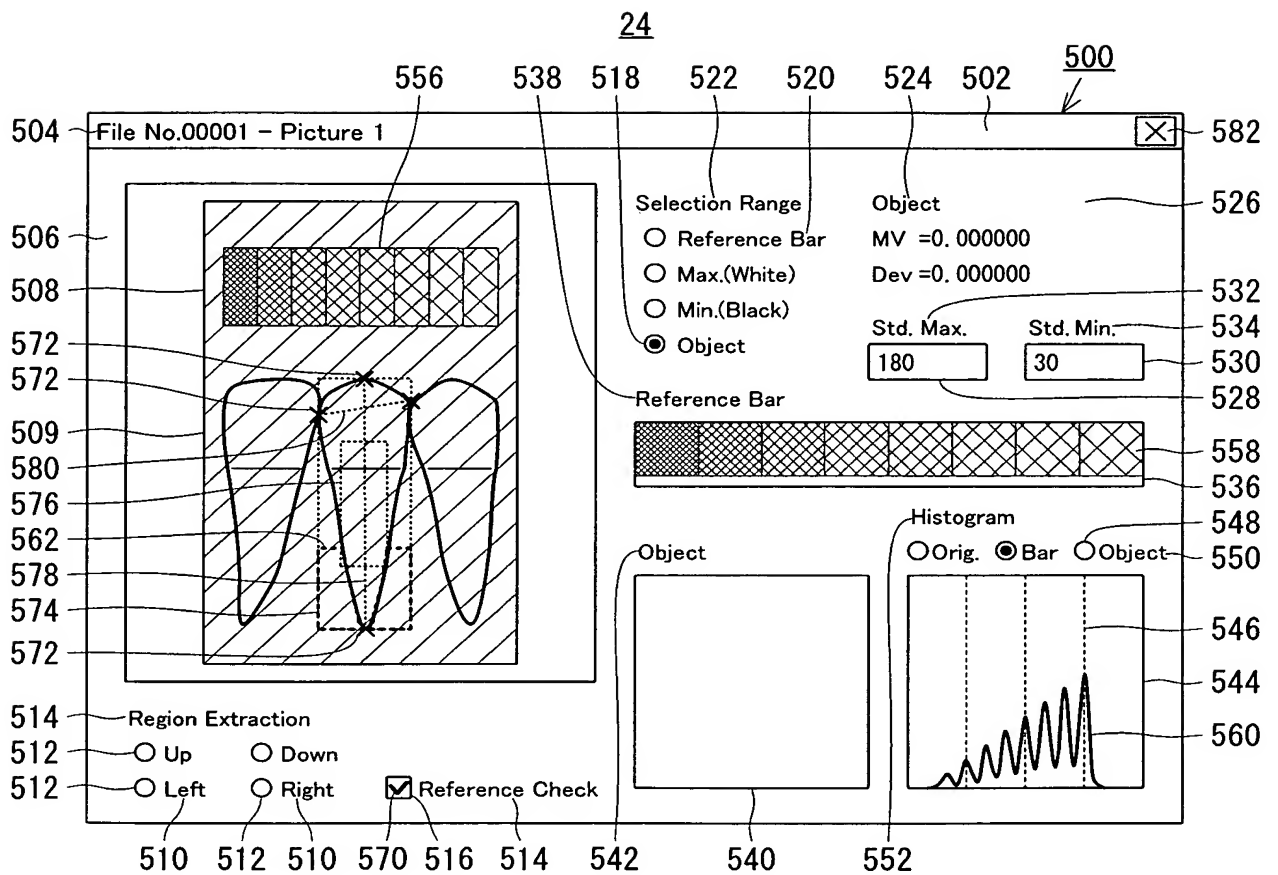 24
556 538 518 522 520 524 502 500
504 File No.00001 - Picture 1 582
506 Selection Range Object 526
Reference Bar MV =0. 000000
508 Max.(White) Dev =0. 000000
Min.(Black) 532
572 Object Std. Max. Std. Min. 534
572 180 30 530
Reference Bar 528
509
580 558
576 536
562 Histogram 548
578 Object Orig. Bar Object 550
574
572 546
544
514 Region Extraction 560
512 Up Down
512 Left Right Reference Check
510 512 510 570 516 514 542 540 552